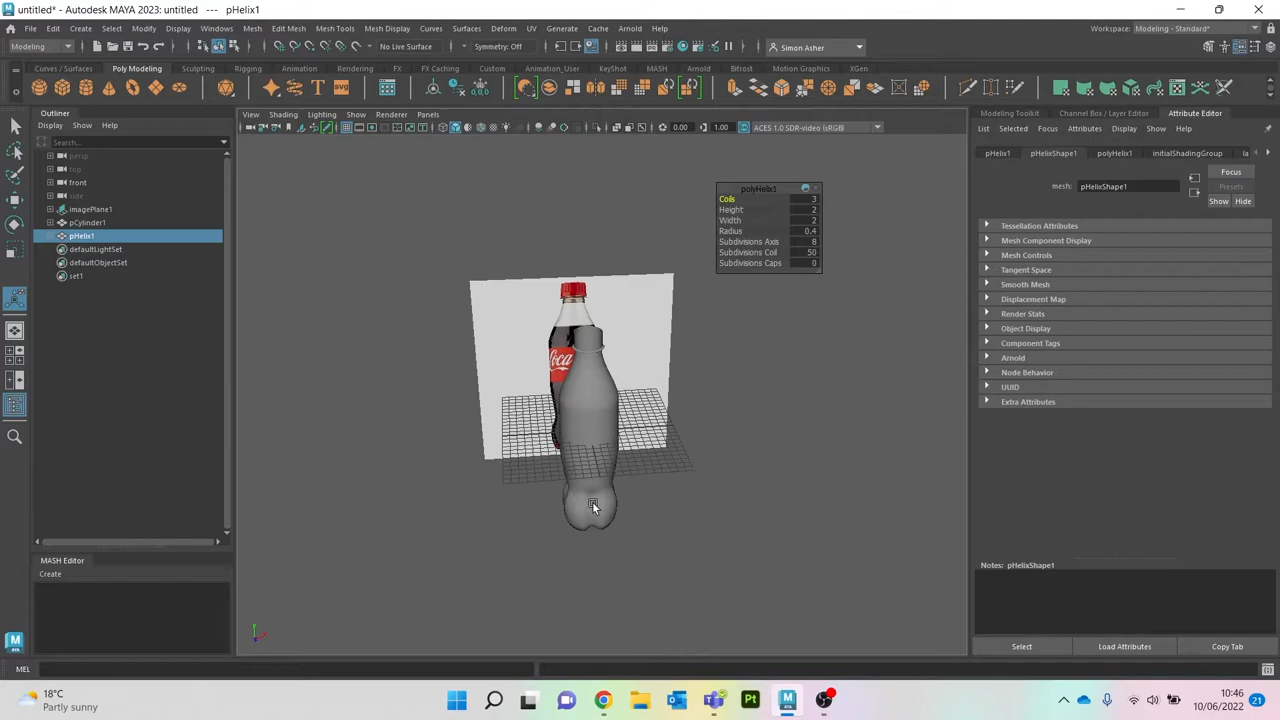 untitled* - Autodesk MAYA 2023: untitled --- pHelix1
File Edit Create Select Modify Display Windows Mesh Edit Mesh Mesh Tools Mesh Display Curves Surfaces Deform UV Generate Cache Arnold Help
Workspace: Modeling - Standard*
Modeling
No Live Surface
Symmetry: Off
Simon Asher
Curves / Surfaces Poly Modeling Sculpting Rigging Animation Rendering FX FX Caching Custom Animation_User KeyShot MASH Arnold Bifrost Motion Graphics XGen
SVG
Outliner
Display Show Help
Search...
persp
top
front
side
imagePlane1
pCylinder1
pHelix1
defaultLightSet
defaultObjectSet
set1
MASH Editor
Create
View Shading Lighting Show Renderer Panels
0.00 1.00 ACES 1.0 SDR-video (sRGB)
polyHelix1
Coils 3
Height 2
Width 2
Radius 0.4
Subdivisions Axis 8
Subdivisions Coil 50
Subdivisions Caps 0
Coca
Modeling Toolkit Channel Box / Layer Editor Attribute Editor
List Selected Focus Attributes Display Show Help
pHelix1 pHelixShape1 polyHelix1 initialShadingGroup la
mesh: pHelixShape1
Focus
Presets
Show Hide
Tessellation Attributes
Mesh Component Display
Mesh Controls
Tangent Space
Smooth Mesh
Displacement Map
Render Stats
Object Display
Component Tags
Arnold
Node Behavior
UUID
Extra Attributes
Notes: pHelixShape1
Select Load Attributes Copy Tab
MEL
18°C
Partly sunny
Pt
10:46
10/06/2022
21